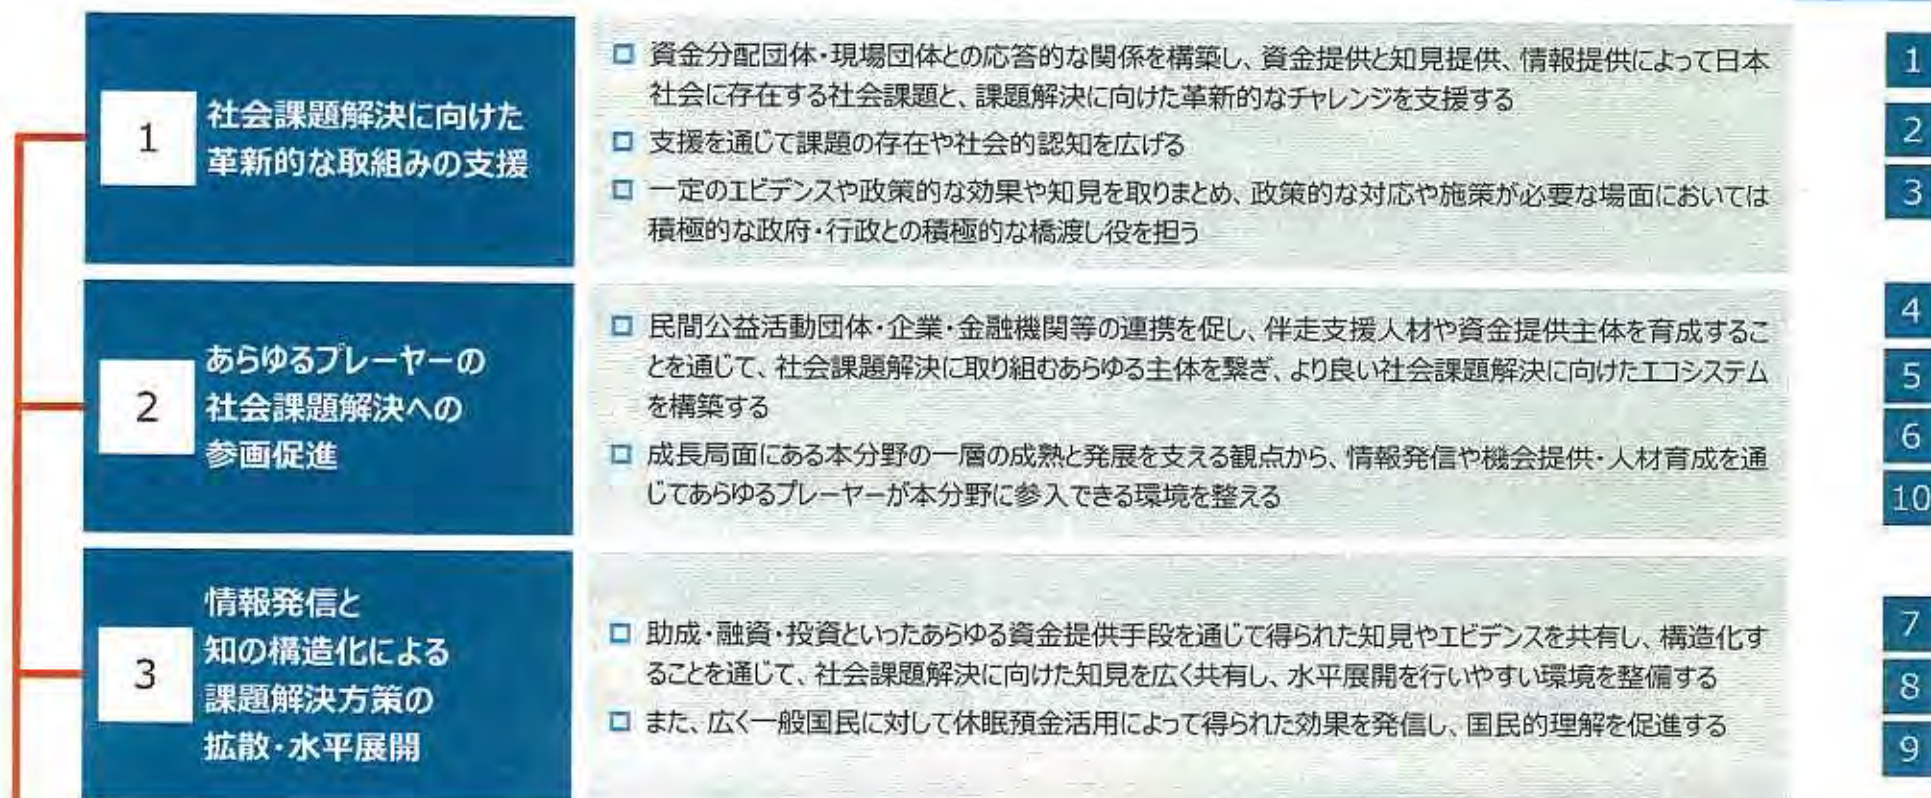 1
社会課題解決に向けた
革新的な取組みの支援
資金分配団体・現場団体との応答的な関係を構築し、資金提供と知見提供、情報提供によって日本
社会に存在する社会課題と、課題解決に向けた革新的なチャレンジを支援する
支援を通じて課題の存在や社会的認知を広げる
一定のエビデンスや政策的な効果や知見を取りまとめ、政策的な対応や施策が必要な場面においては
積極的な政府・行政との積極的な橋渡し役を担う
1
2
3
2
あらゆるプレーヤーの
社会課題解決への
参画促進
民間公益活動団体・企業・金融機関等の連携を促し、伴走支援人材や資金提供主体を育成するこ
とを通じて、社会課題解決に取り組むあらゆる主体を繋ぎ、より良い社会課題解決に向けたエコシステム
を構築する
成長局面にある本分野の一層の成熟と発展を支える観点から、情報発信や機会提供・人材育成を通
じてあらゆるプレーヤーが本分野に参入できる環境を整える
4
5
6
10
3
情報発信と
知の構造化による
課題解決方策の
拡散・水平展開
助成・融資・投資といったあらゆる資金提供手段を通じて得られた知見やエビデンスを共有し、構造化す
ることを通じて、社会課題解決に向けた知見を広く共有し、水平展開を行いやすい環境を整備する
また、広く一般国民に対して休眠預金活用によって得られた効果を発信し、国民的理解を促進する
7
8
9